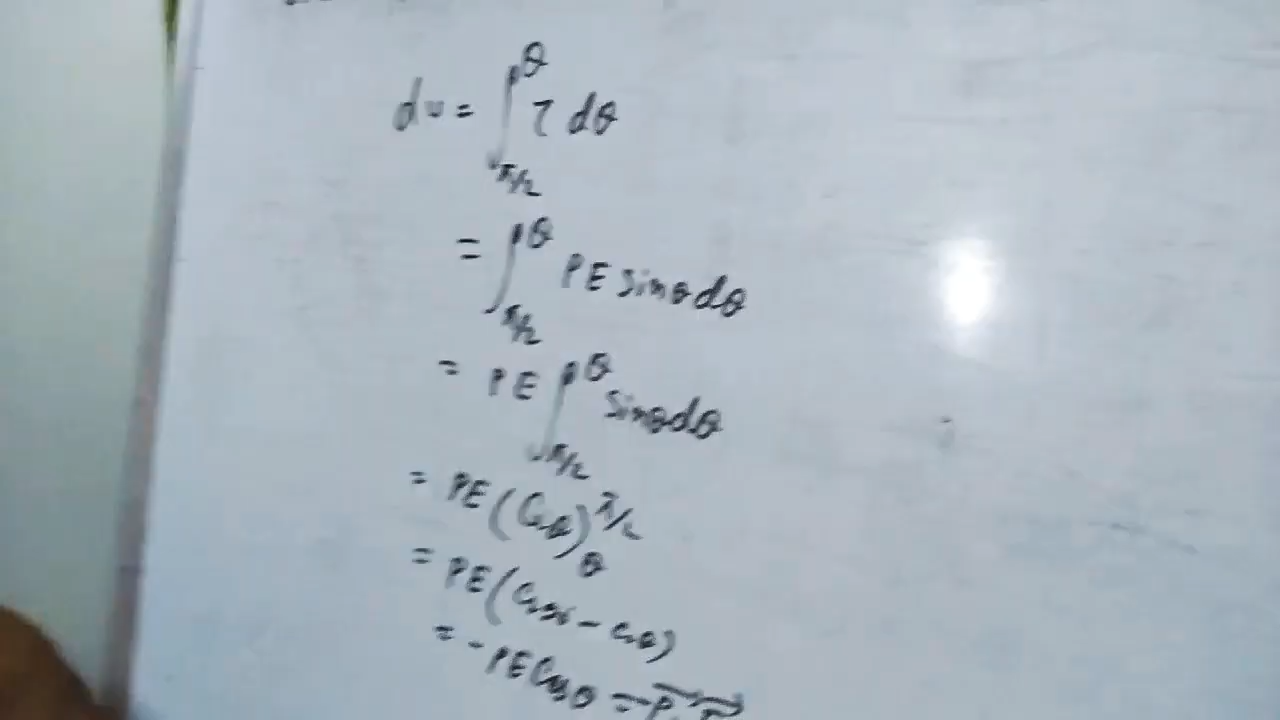 du = ∫_{π/2}^{θ} τ dθ
= ∫_{π/2}^{θ} PE sinθ dθ
= PE ∫_{π/2}^{θ} sinθ dθ
= PE (Cosθ)_{θ}^{π/2}
= PE (Cos90 - Cosθ)
= - PE Cosθ =